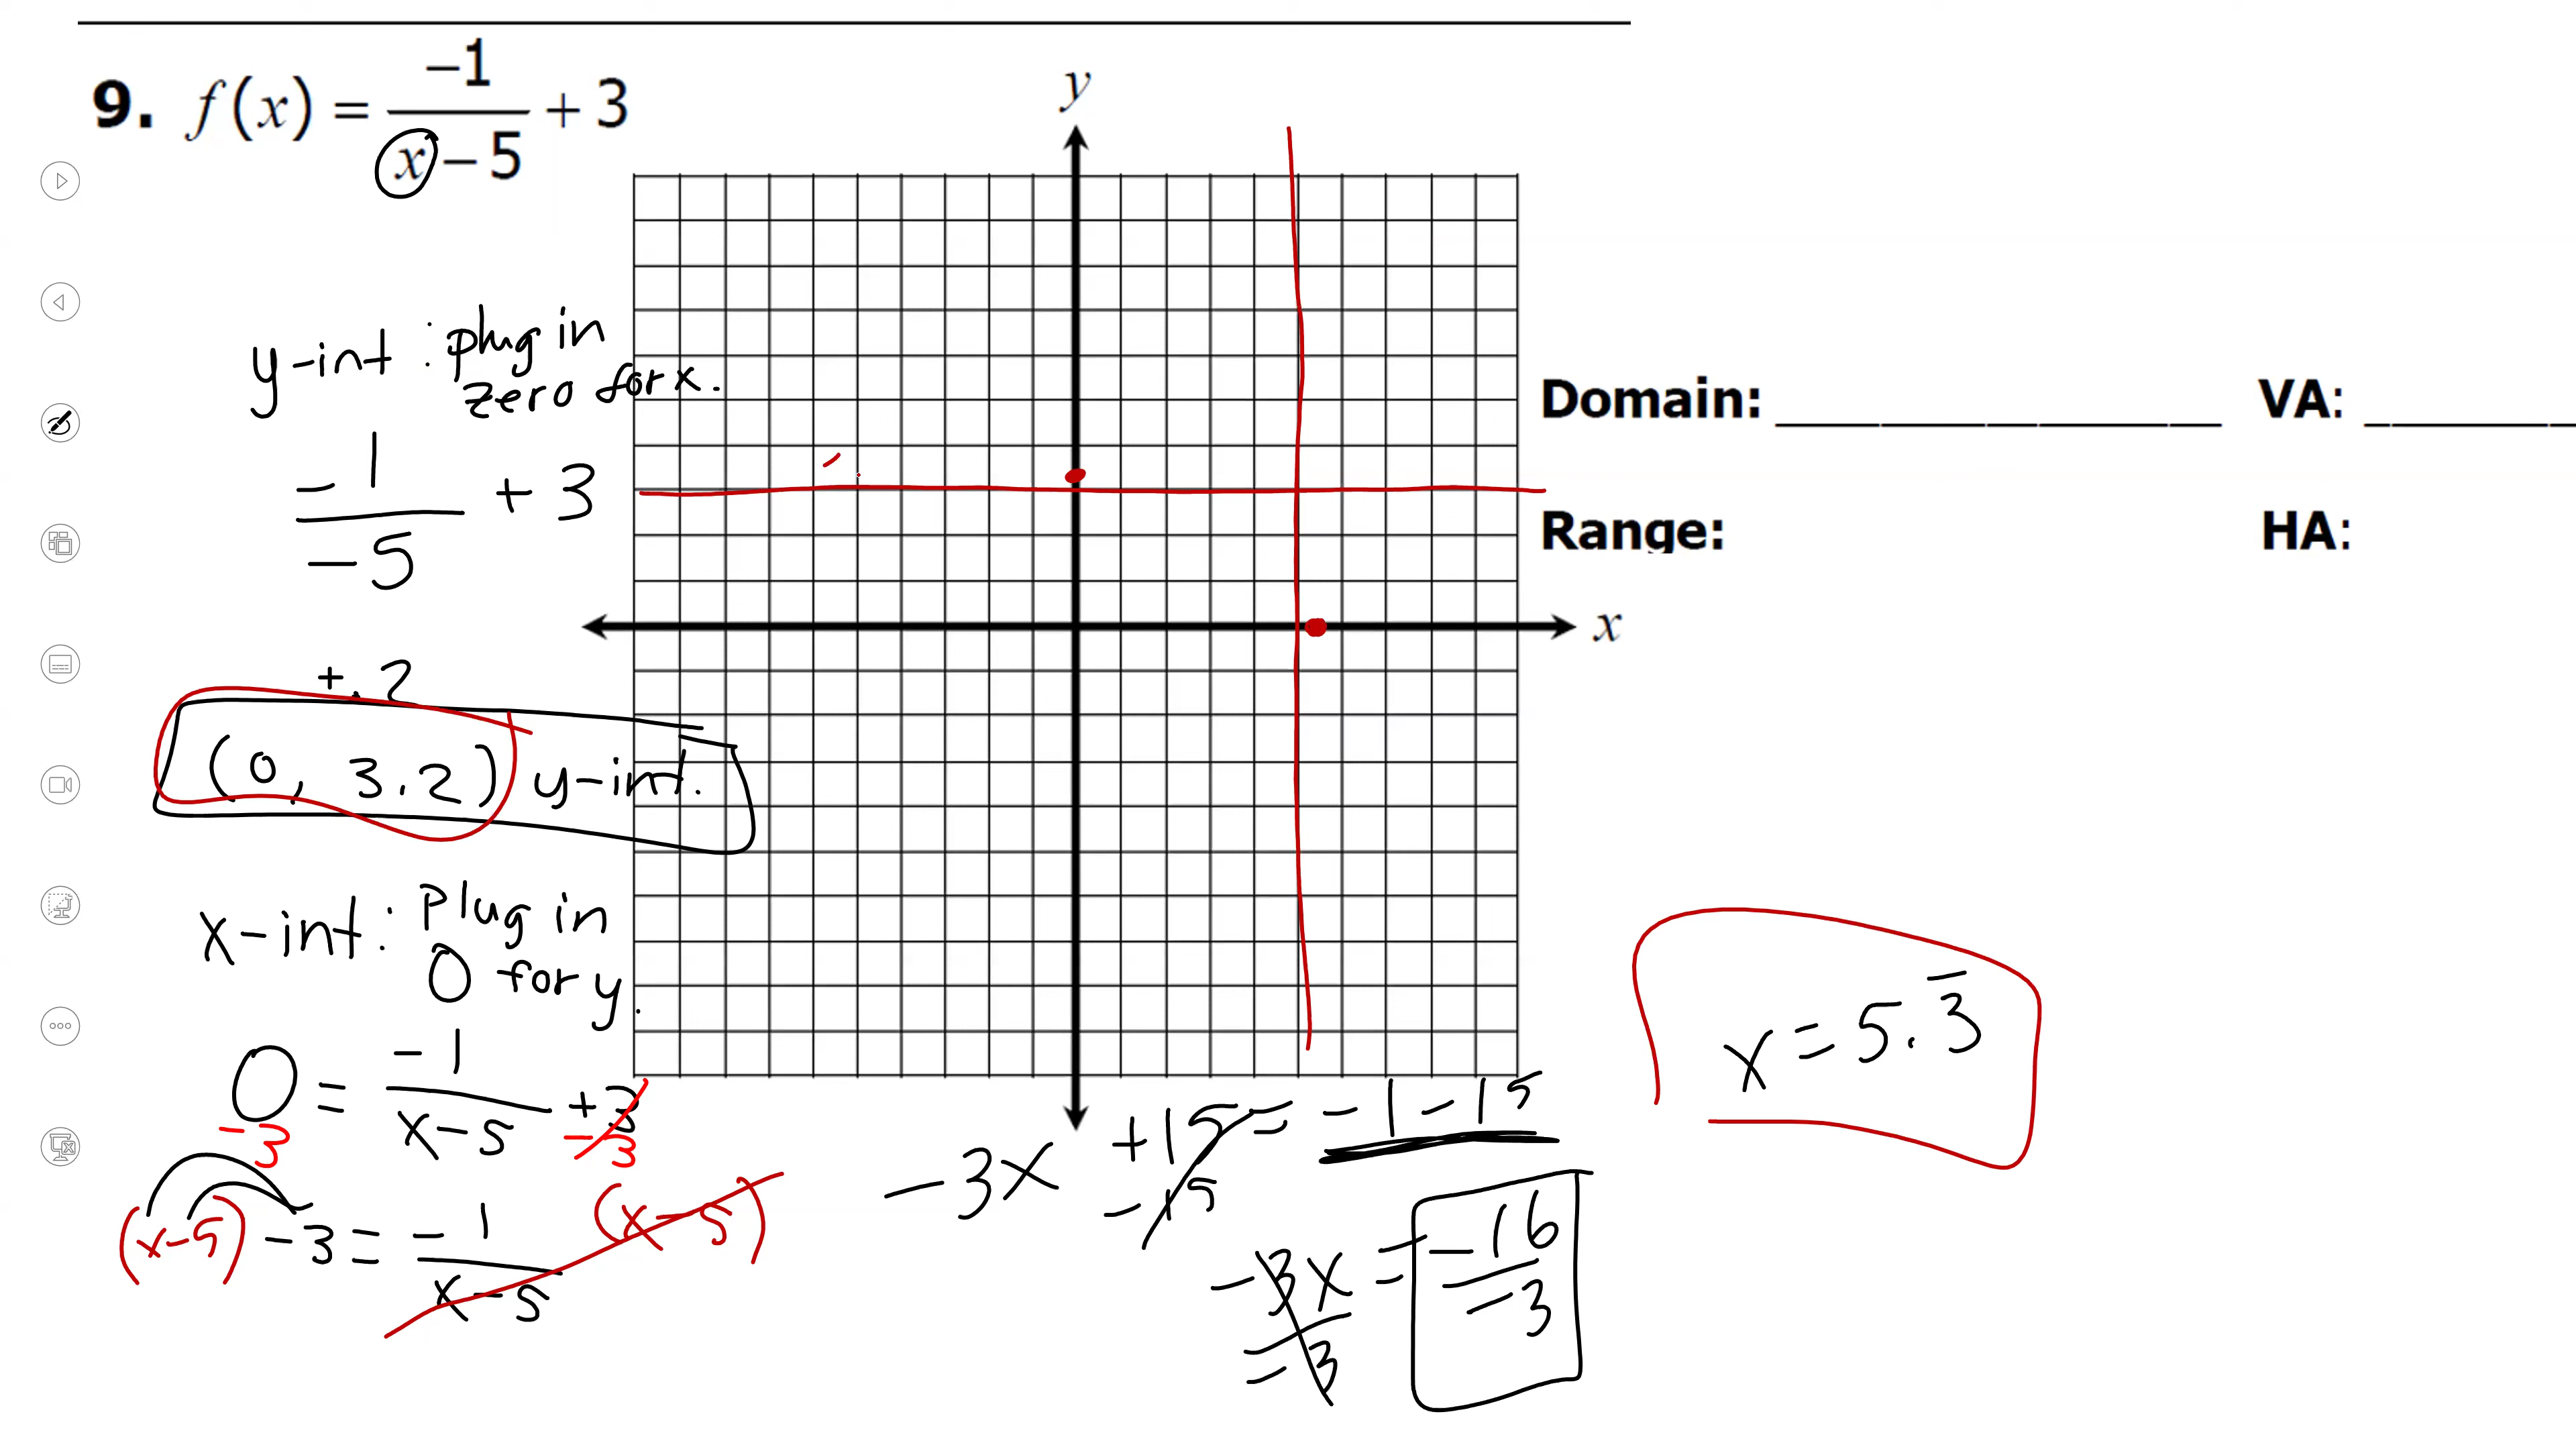 9. f(x) = -1/(x - 5) + 3
y
y-int : plug in
zero for x.
-1/-5 + 3
+.2
(0, 3.2) y-int.
x-int : Plug in
0 for y.
0 = -1/(x-5) +3
-3 -3
(x-5) -3 = -1/(x-5) (x-5)
x
Domain: ____________ VA: ______
Range: HA:
-3x +15 = -1-15
-15
-3x/-3 = -16/-3
x = 5.3̅